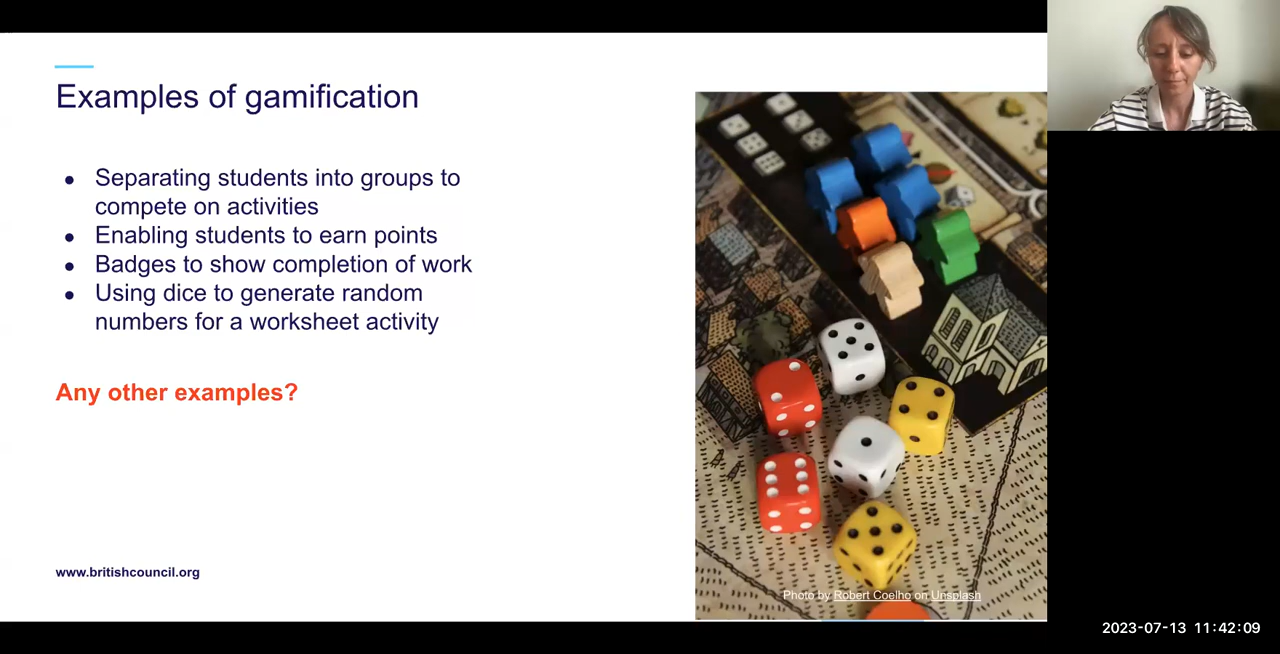 Examples of gamification
● Separating students into groups to
compete on activities
● Enabling students to earn points
● Badges to show completion of work
● Using dice to generate random
numbers for a worksheet activity
Any other examples?
www.britishcouncil.org
Photo by Robert Coelho on Unsplash
2023-07-13 11:42:09